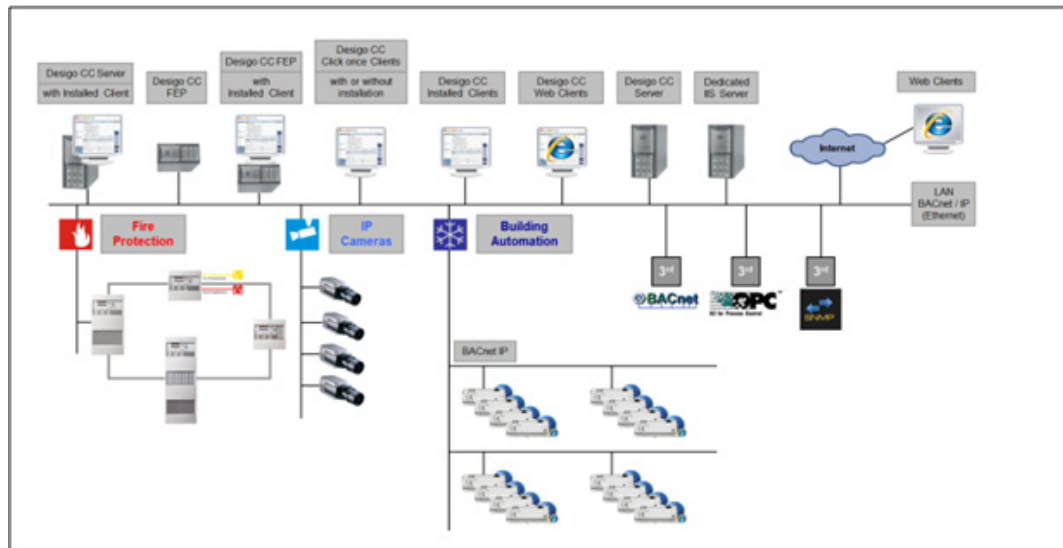 Desigo CC Server
with Installed Client
Desigo CC
FEP
Desigo CC FEP
with
Installed Client
Desigo CC
Click once Clients
with or without
installation
Desigo CC
Installed Clients
Desigo CC
Web Clients
Desigo CC
Server
Dedicated
IIS Server
Web Clients
Internet
LAN
BACnet / IP
(Ethernet)
Fire
Protection
IP
Cameras
Building
Automation
3rd
3rd
3rd
BACnet
OPC
SNMP
BACnet IP